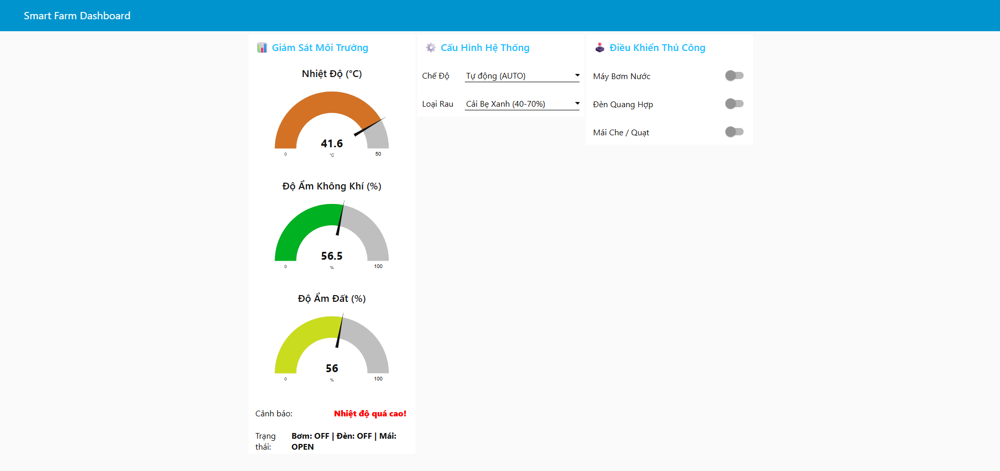 Smart Farm Dashboard
Giám Sát Môi Trường
Nhiệt Độ (°C)
41.6
°C
0
50
Độ Ẩm Không Khí (%)
56.5
%
0
100
Độ Ẩm Đất (%)
56
%
0
100
Cảnh báo: Nhiệt độ quá cao!
Trạng thái: Bơm: OFF | Đèn: OFF | Mái: OPEN
Cấu Hình Hệ Thống
Chế Độ Tự động (AUTO)
Loại Rau Cải Bẹ Xanh (40-70%)
Điều Khiển Thủ Công
Máy Bơm Nước
Đèn Quang Hợp
Mái Che / Quạt